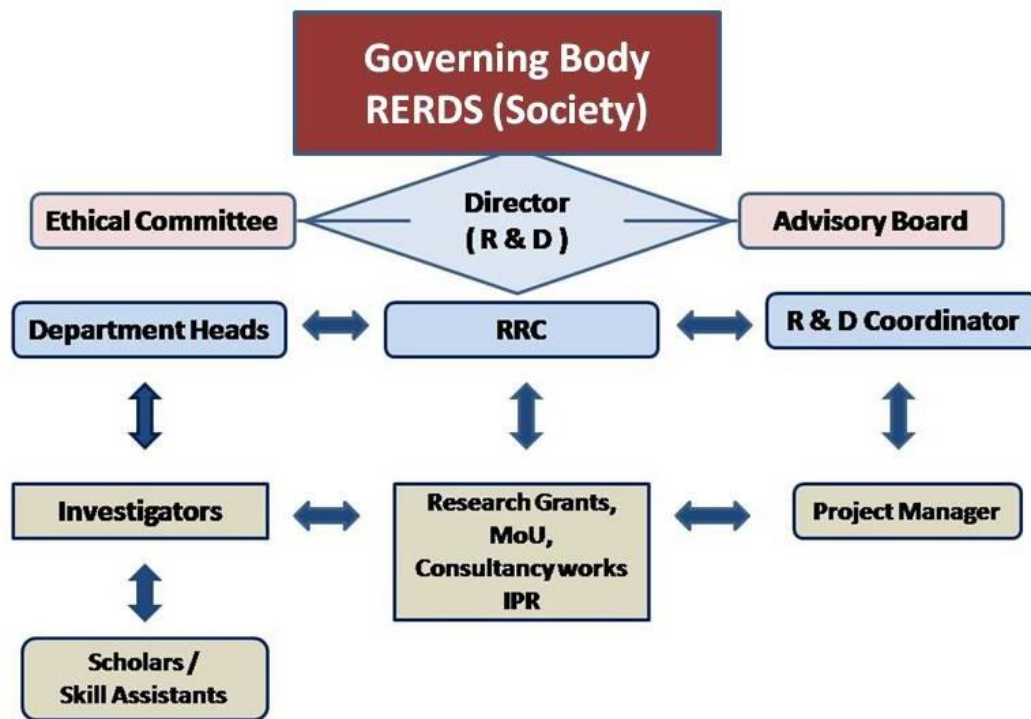 Governing Body
RERDS (Society)
Ethical Committee
Director
( R & D )
Advisory Board
Department Heads
RRC
R & D Coordinator
Investigators
Research Grants,
MoU,
Consultancy works
IPR
Project Manager
Scholars /
Skill Assistants